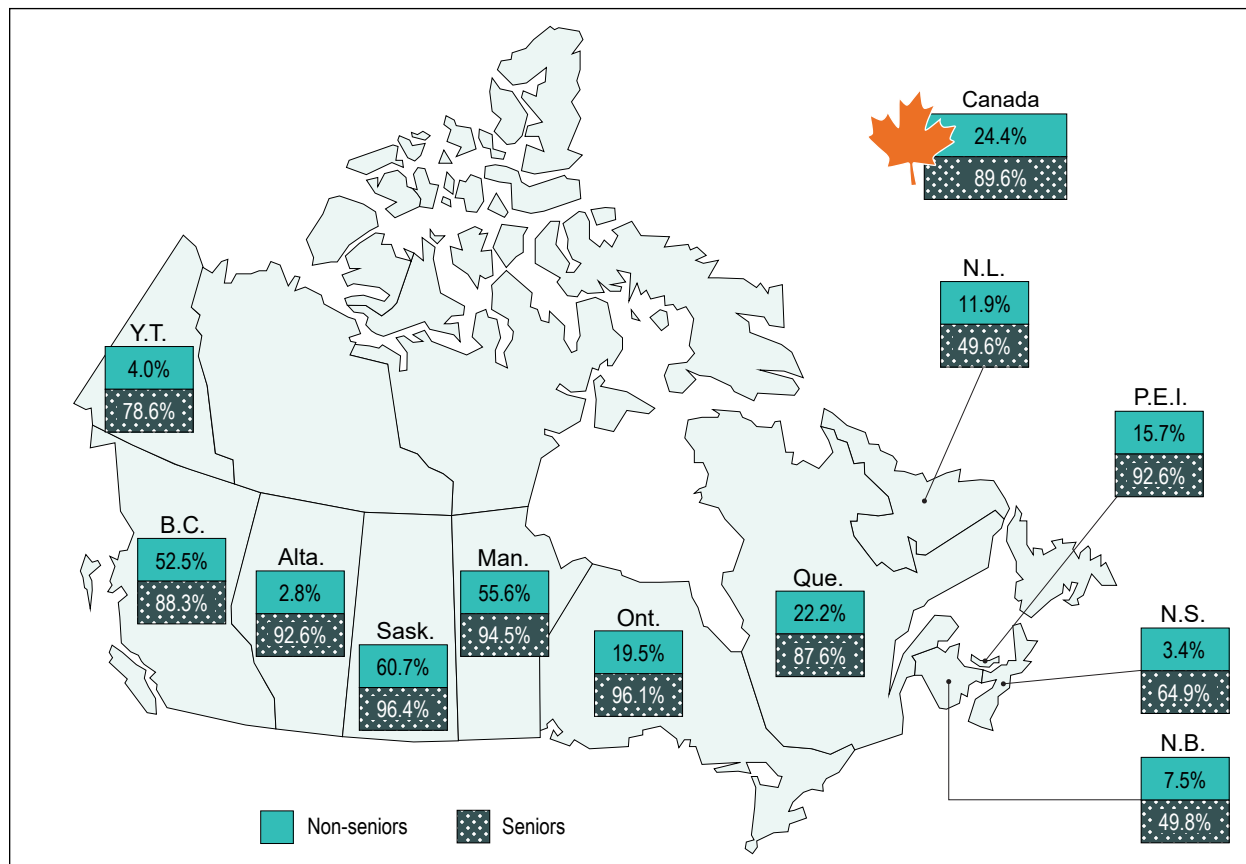 Canada
24.4%
89.6%
N.L.
11.9%
49.6%
Y.T.
4.0%
78.6%
P.E.I.
15.7%
92.6%
B.C.
52.5%
88.3%
Alta.
2.8%
92.6%
Sask.
60.7%
96.4%
Man.
55.6%
94.5%
Ont.
19.5%
96.1%
Que.
22.2%
87.6%
N.S.
3.4%
64.9%
N.B.
7.5%
49.8%
Non-seniors
Seniors